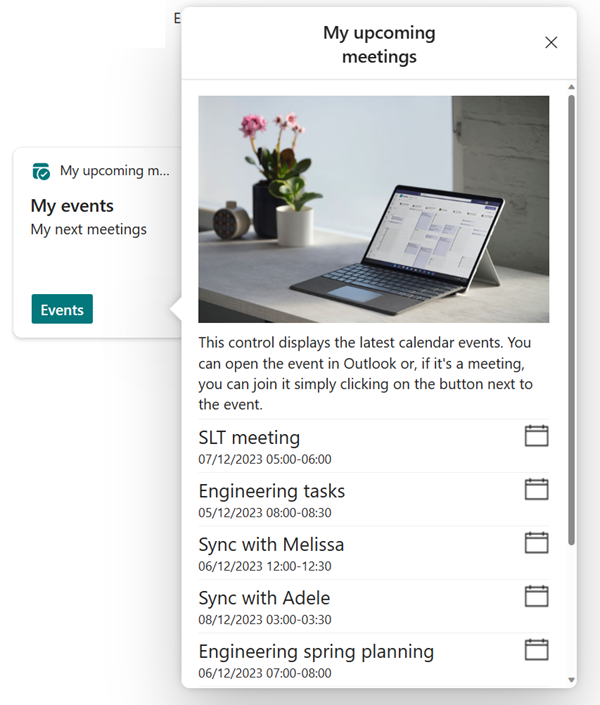 E
My upcoming meetings
My upcoming m...
My events
My next meetings
Events
This control displays the latest calendar events. You
can open the event in Outlook or, if it's a meeting,
you can join it simply clicking on the button next to
the event.
SLT meeting
07/12/2023 05:00-06:00
Engineering tasks
05/12/2023 08:00-08:30
Sync with Melissa
06/12/2023 12:00-12:30
Sync with Adele
08/12/2023 03:00-03:30
Engineering spring planning
06/12/2023 07:00-08:00